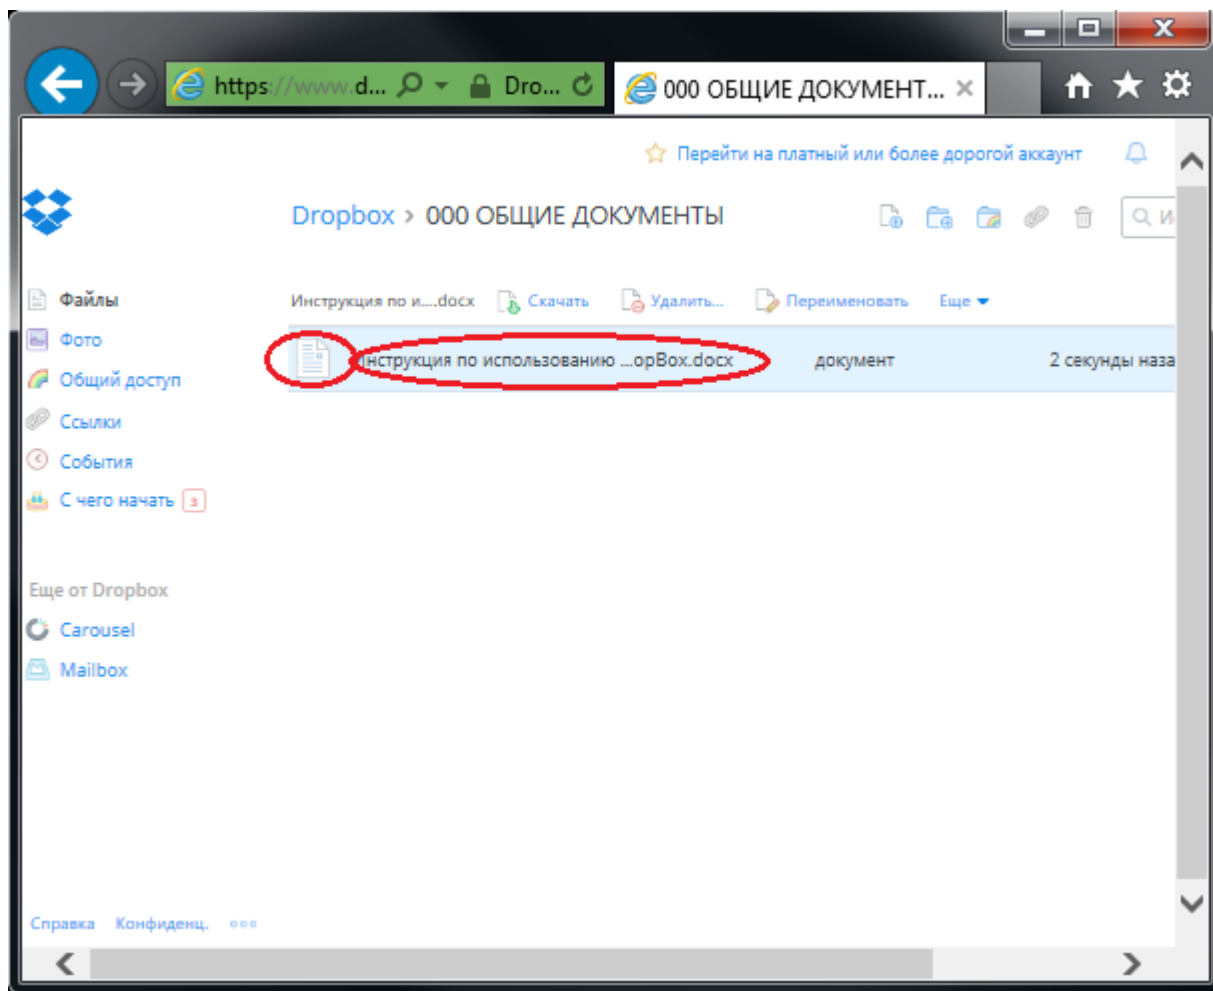 https://www.d... Dro... 000 ОБЩИЕ ДОКУМЕНТ...
Перейти на платный или более дорогой аккаунт
Dropbox > 000 ОБЩИЕ ДОКУМЕНТЫ
Файлы
Фото
Общий доступ
Ссылки
События
С чего начать 3
Еще от Dropbox
Carousel
Mailbox
Инструкция по и....docx Скачать Удалить... Переименовать Еще
Инструкция по использованию ...opBox.docx документ 2 секунды наза
Справка Конфиденц.